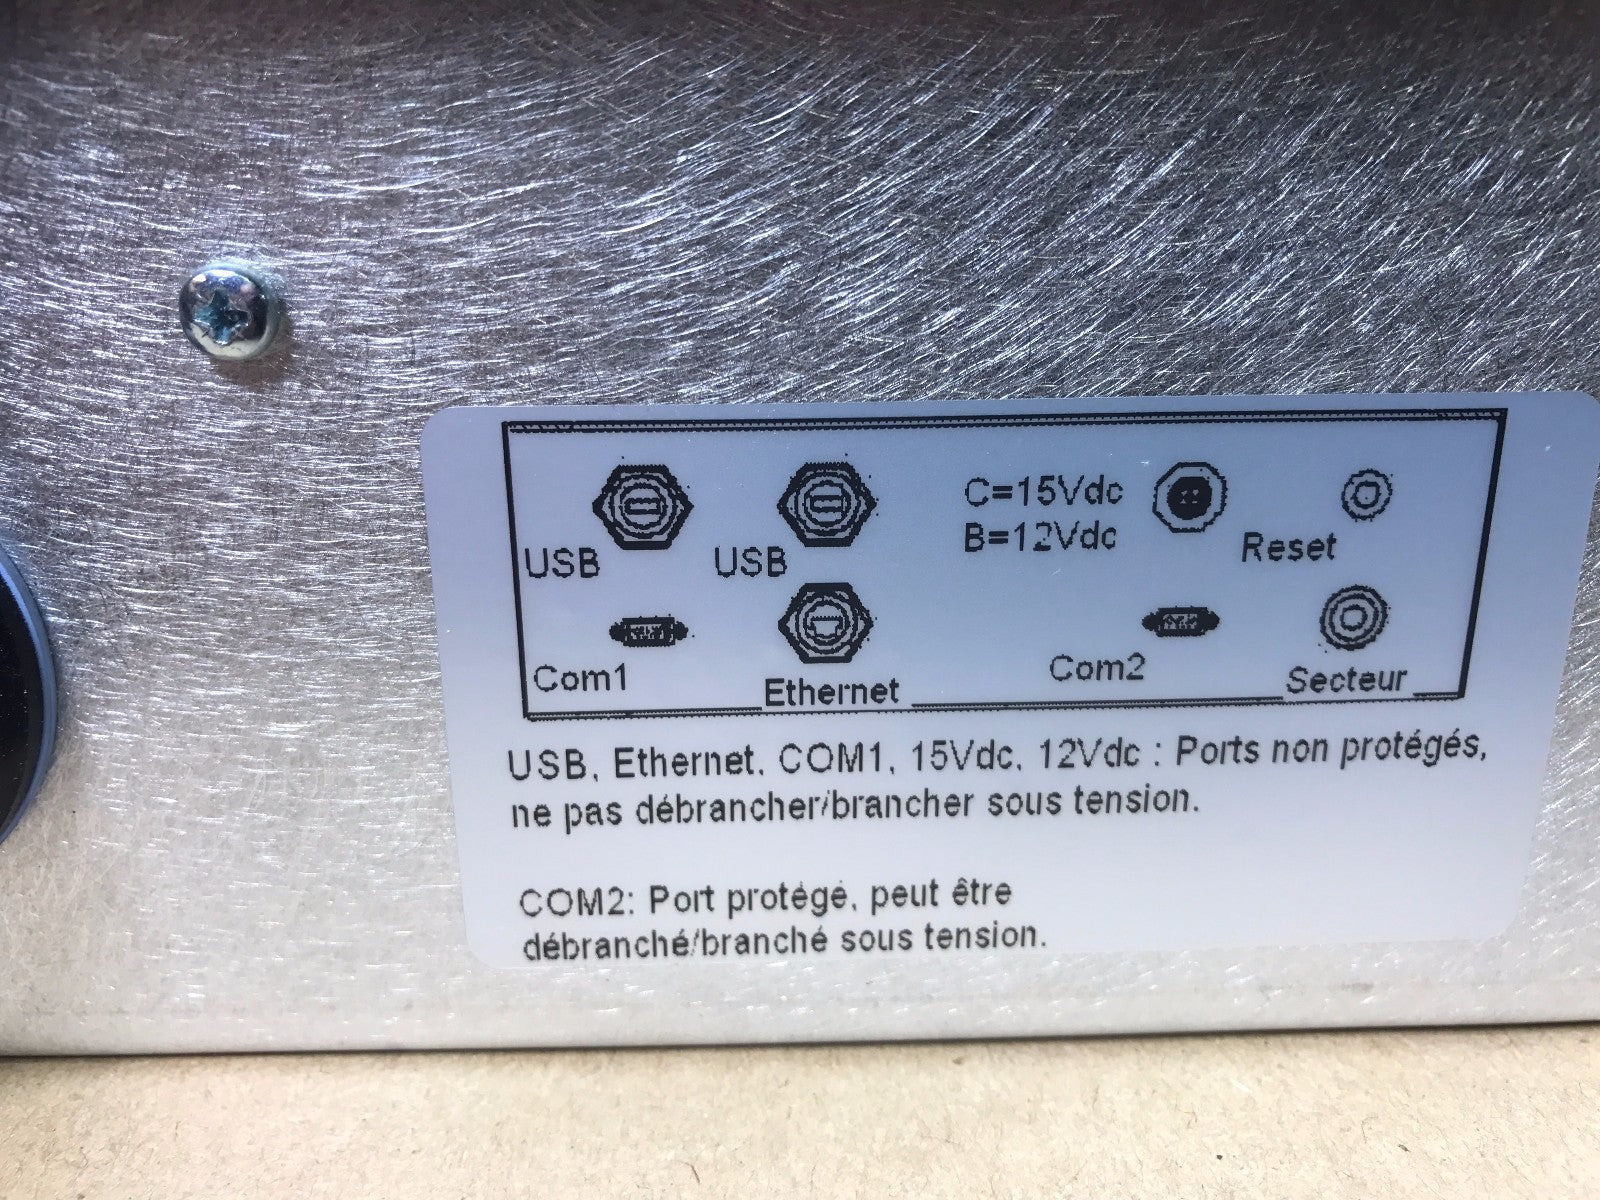 C=15Vdc
B=12Vdc
USB
USB
Reset
Com1
Ethernet
Com2
Secteur
USB, Ethernet, COM1, 15Vdc, 12Vdc : Ports non protégés,
ne pas débrancher/brancher sous tension.
COM2: Port protégé, peut être
débranché/branché sous tension.